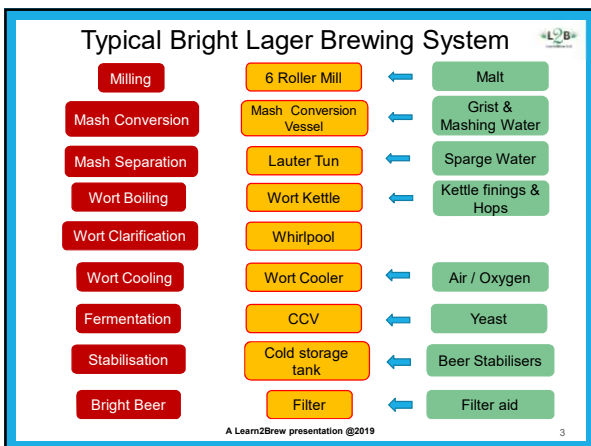 Typical Bright Lager Brewing System
L2B
Milling
6 Roller Mill
Malt
Mash Conversion
Mash Conversion
Vessel
Grist &
Mashing Water
Mash Separation
Lauter Tun
Sparge Water
Wort Boiling
Wort Kettle
Kettle finings &
Hops
Wort Clarification
Whirlpool
Wort Cooling
Wort Cooler
Air / Oxygen
Fermentation
CCV
Yeast
Stabilisation
Cold storage
tank
Beer Stabilisers
Bright Beer
Filter
Filter aid
A Learn2Brew presentation @2019
3